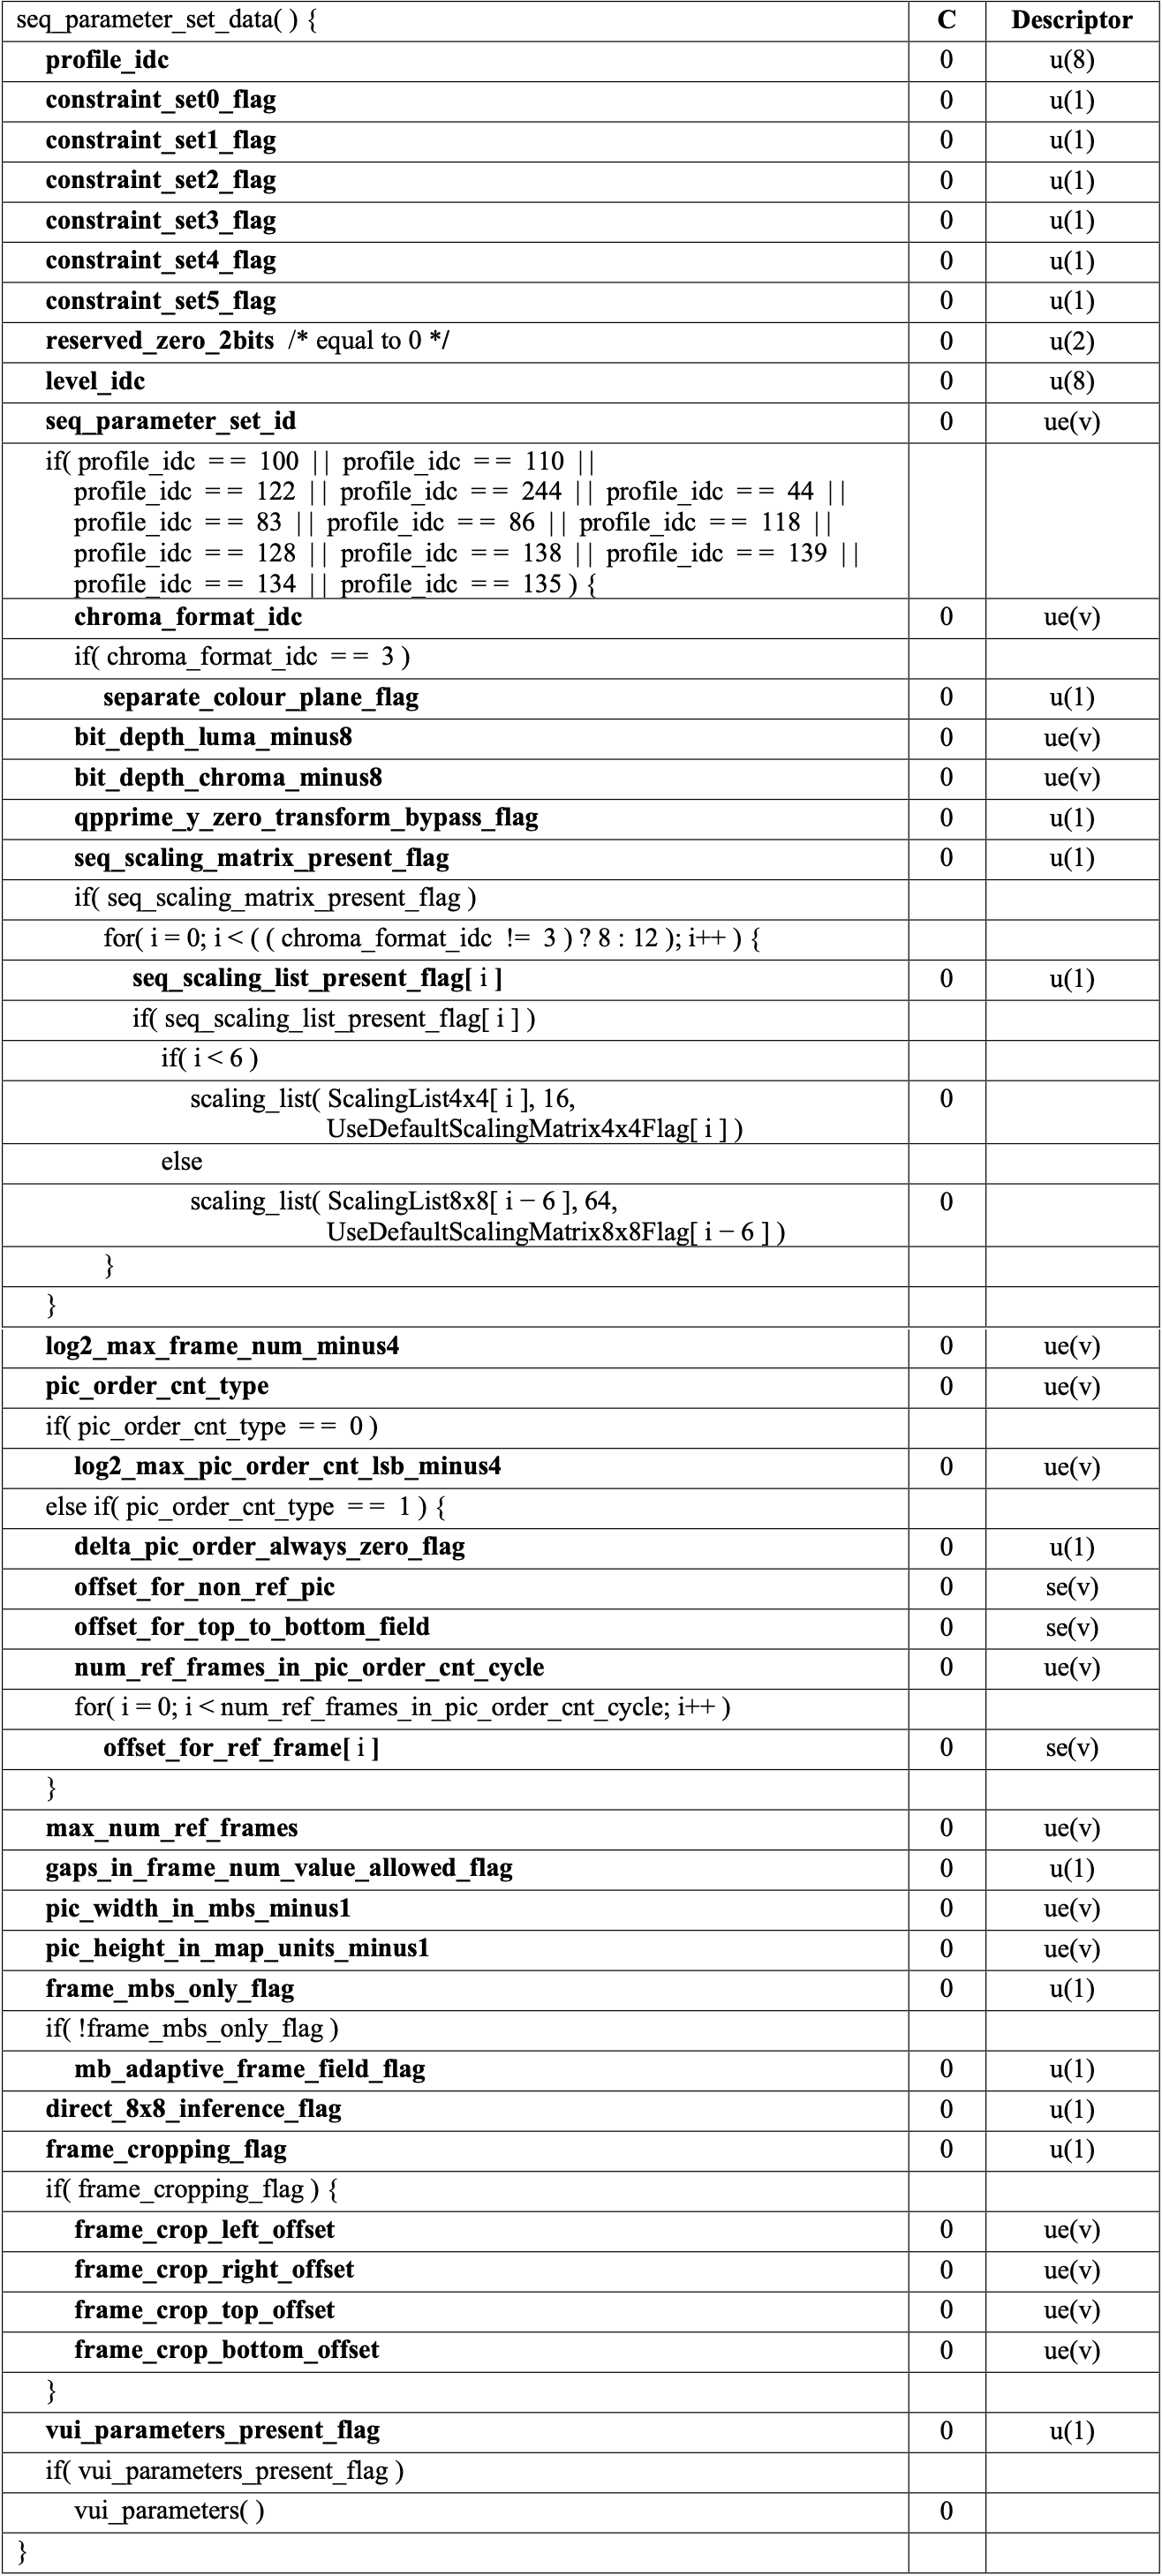 seq_parameter_set_data( ) { C Descriptor
profile_idc 0 u(8)
constraint_set0_flag 0 u(1)
constraint_set1_flag 0 u(1)
constraint_set2_flag 0 u(1)
constraint_set3_flag 0 u(1)
constraint_set4_flag 0 u(1)
constraint_set5_flag 0 u(1)
reserved_zero_2bits /* equal to 0 */ 0 u(2)
level_idc 0 u(8)
seq_parameter_set_id 0 ue(v)
if( profile_idc = = 100 | | profile_idc = = 110 | |
profile_idc = = 122 | | profile_idc = = 244 | | profile_idc = = 44 | |
profile_idc = = 83 | | profile_idc = = 86 | | profile_idc = = 118 | |
profile_idc = = 128 | | profile_idc = = 138 | | profile_idc = = 139 | |
profile_idc = = 134 | | profile_idc = = 135 ) {
chroma_format_idc 0 ue(v)
if( chroma_format_idc = = 3 )
separate_colour_plane_flag 0 u(1)
bit_depth_luma_minus8 0 ue(v)
bit_depth_chroma_minus8 0 ue(v)
qpprime_y_zero_transform_bypass_flag 0 u(1)
seq_scaling_matrix_present_flag 0 u(1)
if( seq_scaling_matrix_present_flag )
for( i = 0; i < ( ( chroma_format_idc != 3 ) ? 8 : 12 ); i++ ) {
seq_scaling_list_present_flag[ i ] 0 u(1)
if( seq_scaling_list_present_flag[ i ] )
if( i < 6 )
scaling_list( ScalingList4x4[ i ], 16, 0
UseDefaultScalingMatrix4x4Flag[ i ] )
else
scaling_list( ScalingList8x8[ i − 6 ], 64, 0
UseDefaultScalingMatrix8x8Flag[ i − 6 ] )
}
}
log2_max_frame_num_minus4 0 ue(v)
pic_order_cnt_type 0 ue(v)
if( pic_order_cnt_type = = 0 )
log2_max_pic_order_cnt_lsb_minus4 0 ue(v)
else if( pic_order_cnt_type = = 1 ) {
delta_pic_order_always_zero_flag 0 u(1)
offset_for_non_ref_pic 0 se(v)
offset_for_top_to_bottom_field 0 se(v)
num_ref_frames_in_pic_order_cnt_cycle 0 ue(v)
for( i = 0; i < num_ref_frames_in_pic_order_cnt_cycle; i++ )
offset_for_ref_frame[ i ] 0 se(v)
}
max_num_ref_frames 0 ue(v)
gaps_in_frame_num_value_allowed_flag 0 u(1)
pic_width_in_mbs_minus1 0 ue(v)
pic_height_in_map_units_minus1 0 ue(v)
frame_mbs_only_flag 0 u(1)
if( !frame_mbs_only_flag )
mb_adaptive_frame_field_flag 0 u(1)
direct_8x8_inference_flag 0 u(1)
frame_cropping_flag 0 u(1)
if( frame_cropping_flag ) {
frame_crop_left_offset 0 ue(v)
frame_crop_right_offset 0 ue(v)
frame_crop_top_offset 0 ue(v)
frame_crop_bottom_offset 0 ue(v)
}
vui_parameters_present_flag 0 u(1)
if( vui_parameters_present_flag )
vui_parameters( ) 0
}